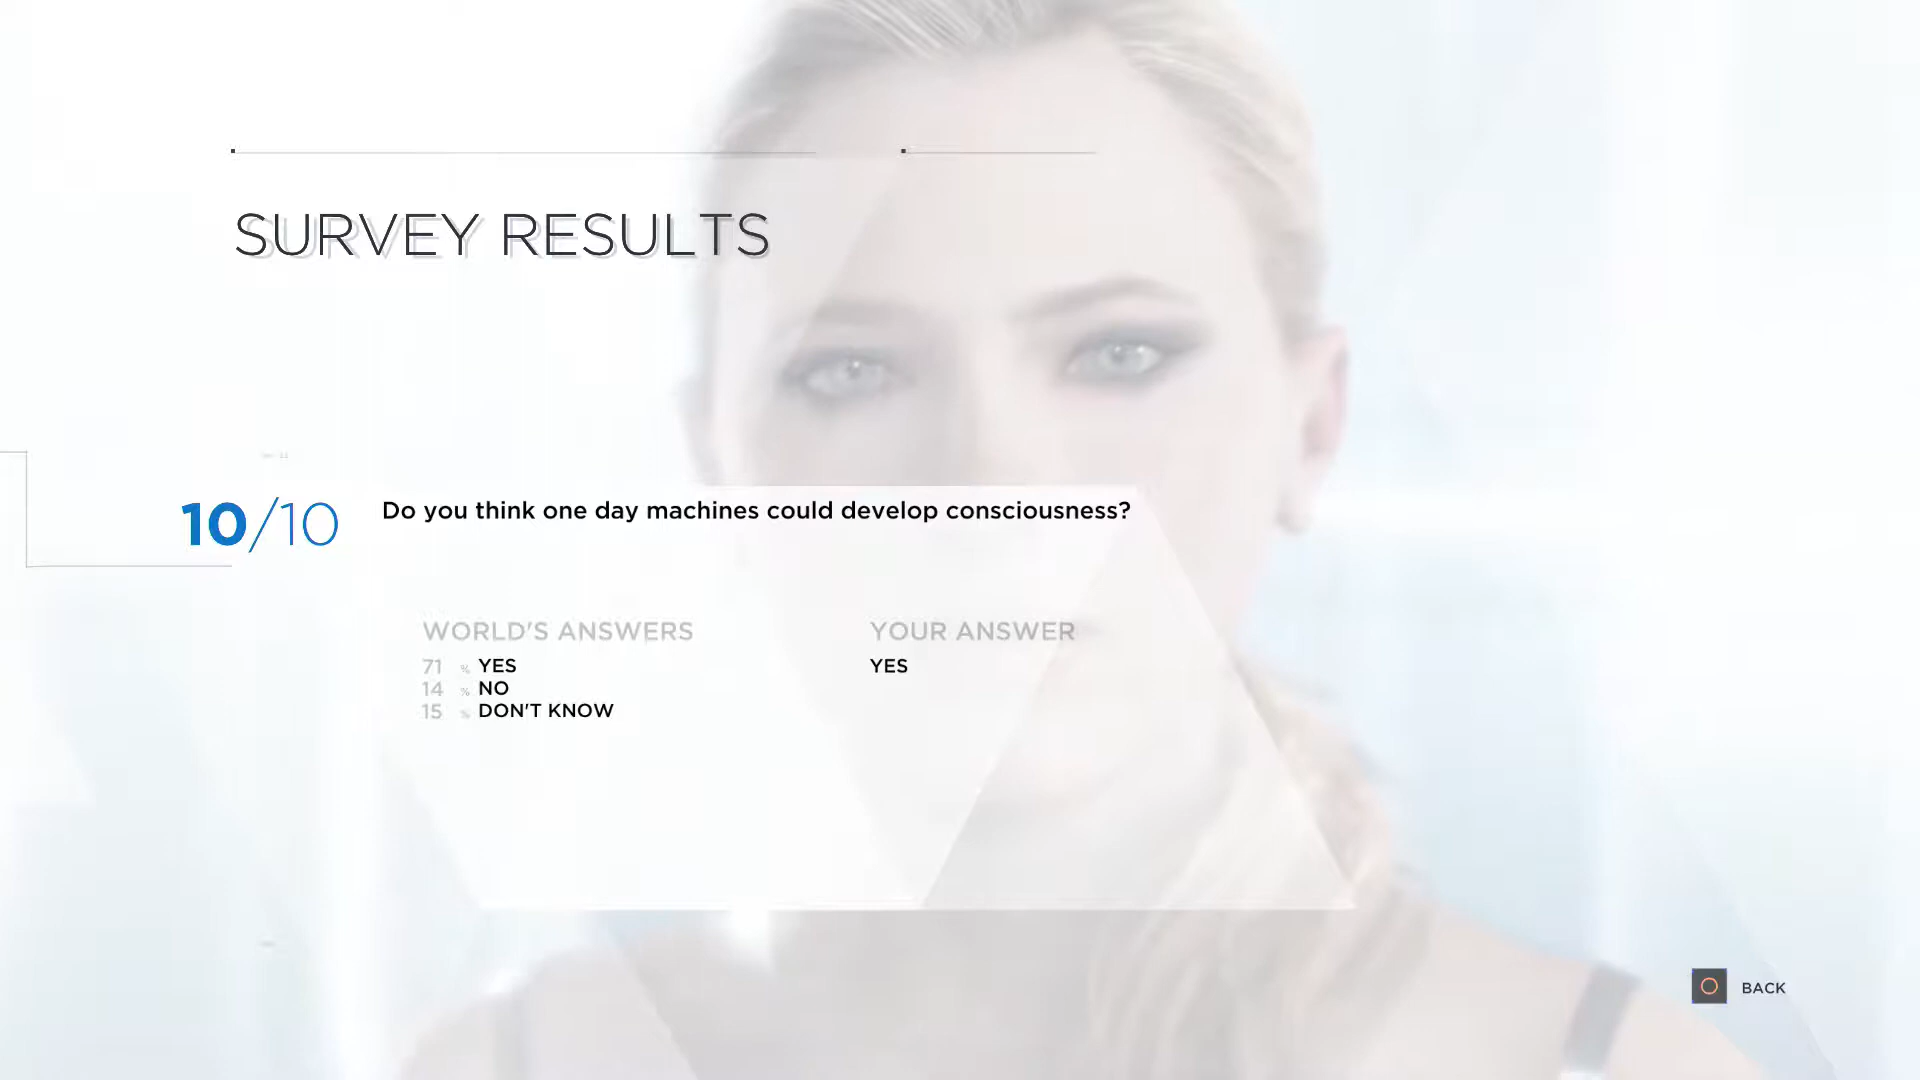 SURVEY RESULTS
10/10
Do you think one day machines could develop consciousness?
WORLD'S ANSWERS
71 % YES
14 % NO
15 % DON'T KNOW
YOUR ANSWER
YES
BACK